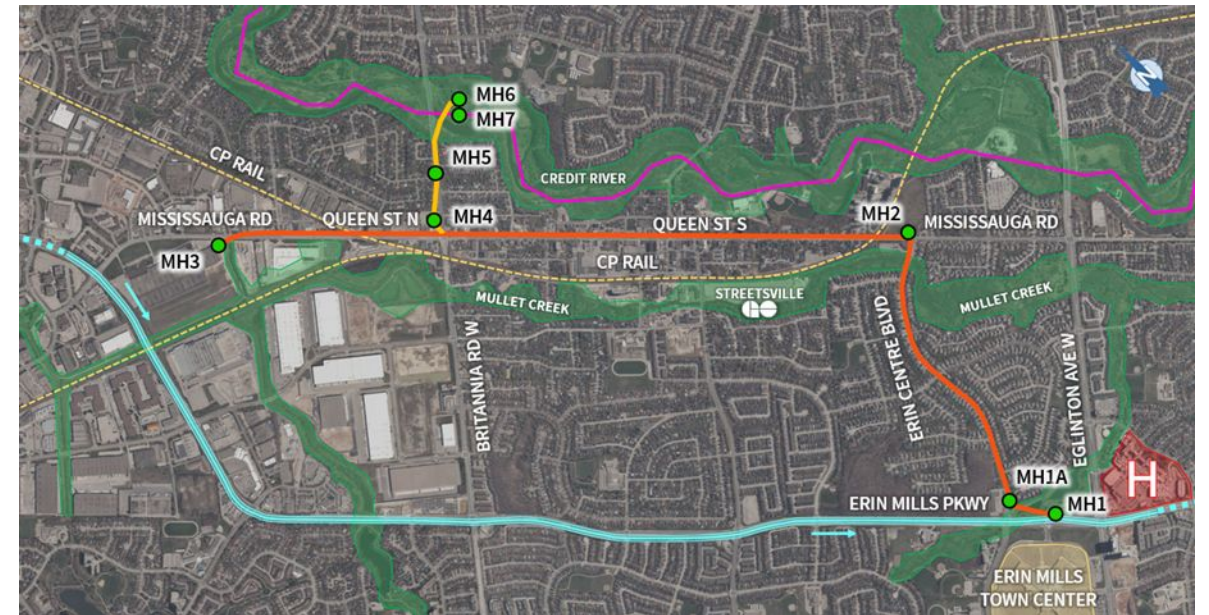 MH6
MH7
N
MH5
CP RAIL
CREDIT RIVER
MISSISSAUGA RD
QUEEN ST N
MH4
QUEEN ST S
MH2
MISSISSAUGA RD
MH3
CP RAIL
STREETSVILLE
GO
MULLET CREEK
MULLET CREEK
BRITANNIA RD W
ERIN CENTRE BLVD
EGLINTON AVE W
H
MH1A
ERIN MILLS PKWY
MH1
ERIN MILLS
TOWN CENTER